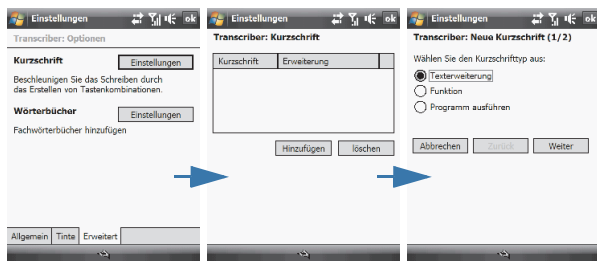 Einstellungen ok
Transcriber: Optionen
Kurzschrift Einstellungen
Beschleunigen Sie das Schreiben durch
das Erstellen von Tastenkombinationen.
Wörterbücher Einstellungen
Fachwörterbücher hinzufügen
Allgemein Tinte Erweitert
Einstellungen ok
Transcriber: Kurzschrift
Kurzschrift Erweiterung
Hinzufügen löschen
Einstellungen ok
Transcriber: Neue Kurzschrift (1/2)
Wählen Sie den Kurzschrifttyp aus:
Texterweiterung
Funktion
Programm ausführen
Abbrechen Zurück Weiter